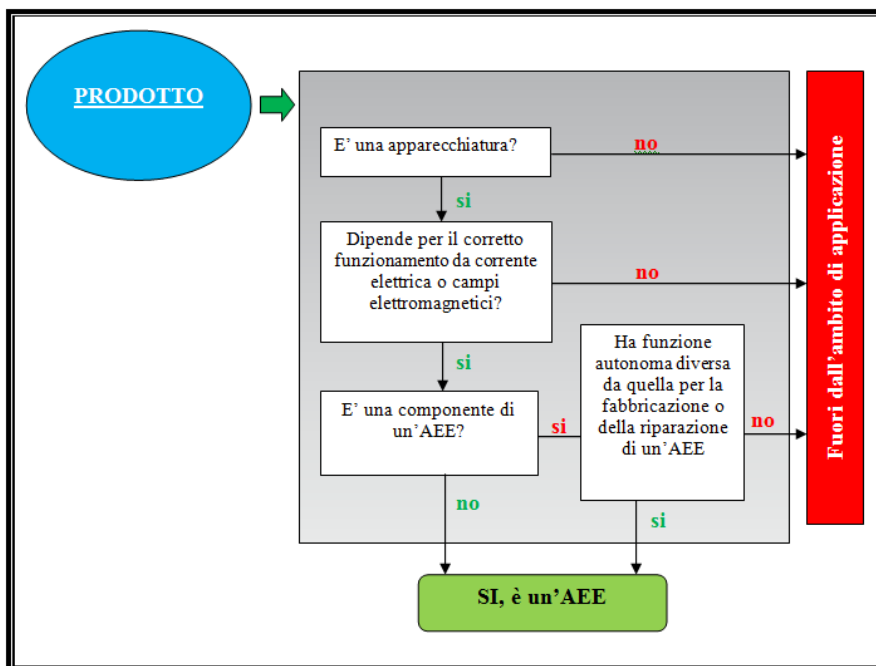 PRODOTTO
E' una apparecchiatura?
no
si
Dipende per il corretto
funzionamento da corrente
elettrica o campi
elettromagnetici?
no
si
E' una componente di
un'AEE?
si
Ha funzione
autonoma diversa
da quella per la
fabbricazione o
della riparazione
di un'AEE
no
no
si
SI, è un'AEE
Fuori dall'ambito di applicazione